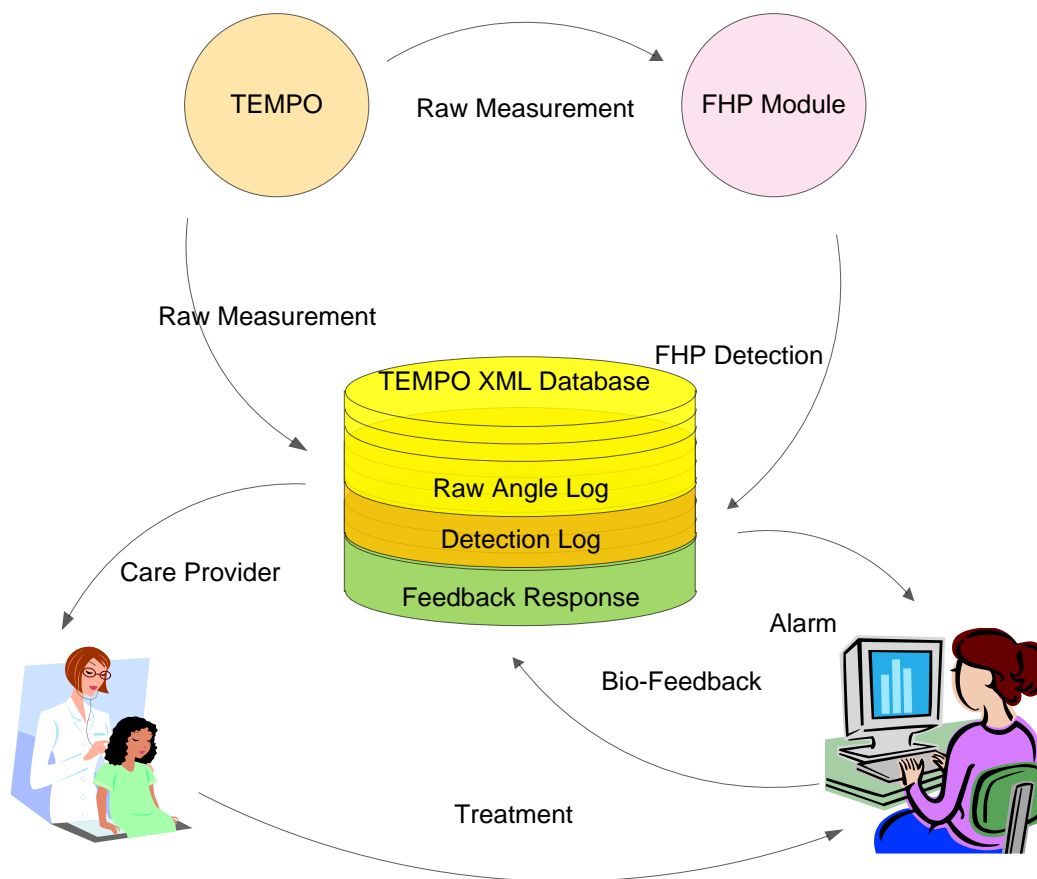 TEMPO
Raw Measurement
FHP Module
Raw Measurement
FHP Detection
TEMPO XML Database
Raw Angle Log
Detection Log
Feedback Response
Care Provider
Alarm
Bio-Feedback
Treatment